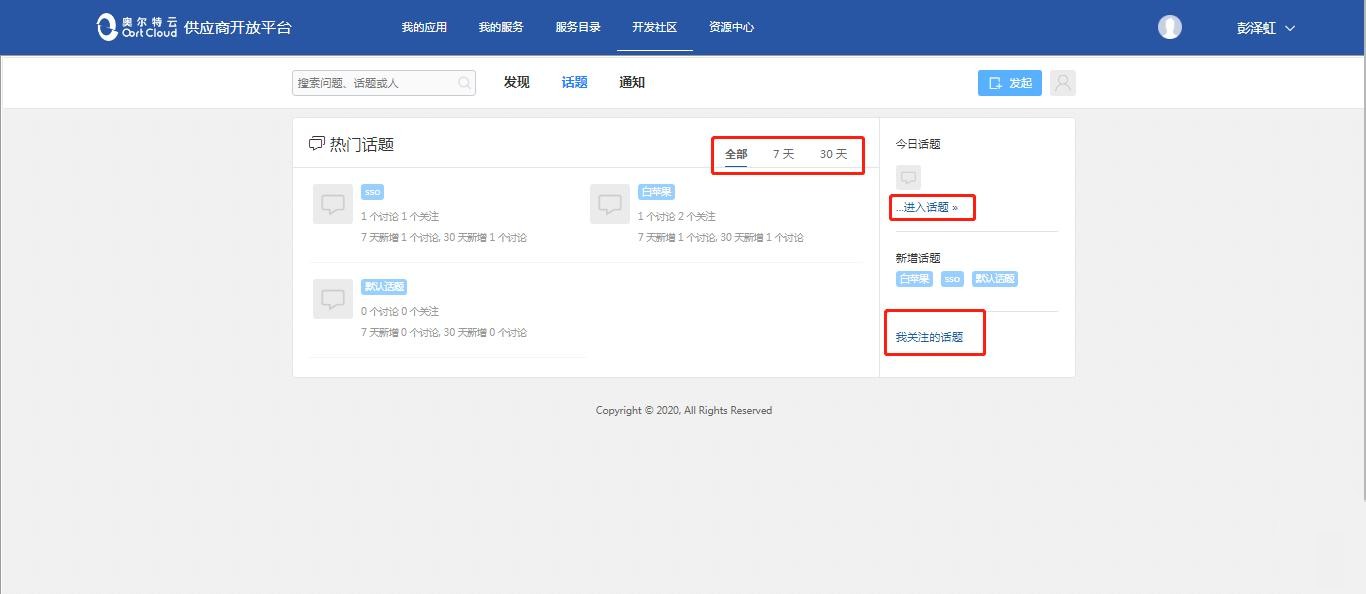 奥尔特云 供应商开放平台 我的应用 我的服务 服务目录 开发社区 资源中心 彭泽虹
OortCloud
搜索问题、话题或人 发现 话题 通知 发起
热门话题 全部 7 天 30 天
sso
1 个讨论 1 个关注
7 天新增 1 个讨论, 30 天新增 1 个讨论
白苹果
1 个讨论 2 个关注
7 天新增 1 个讨论, 30 天新增 1 个讨论
默认话题
0 个讨论 0 个关注
7 天新增 0 个讨论, 30 天新增 0 个讨论
今日话题
...进入话题 »
新增话题
白苹果 sso 默认话题
我关注的话题
Copyright © 2020, All Rights Reserved